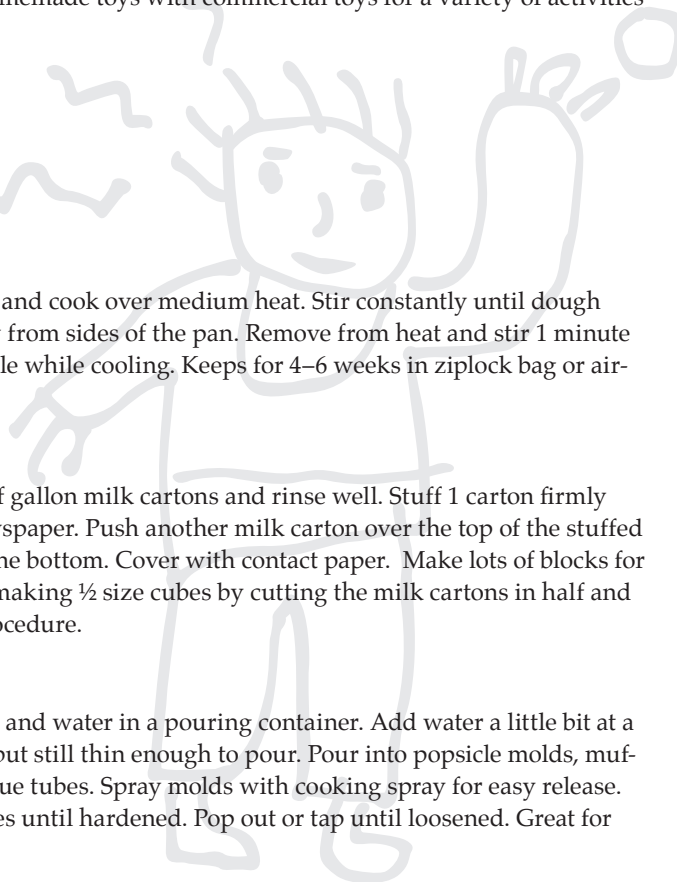 memade toys with commercial toys for a variety of activities
and cook over medium heat. Stir constantly until dough
from sides of the pan. Remove from heat and stir 1 minute
le while cooling. Keeps for 4–6 weeks in ziplock bag or air-
f gallon milk cartons and rinse well. Stuff 1 carton firmly
spaper. Push another milk carton over the top of the stuffed
he bottom. Cover with contact paper.  Make lots of blocks for
making ½ size cubes by cutting the milk cartons in half and
ocedure.
and water in a pouring container. Add water a little bit at a
but still thin enough to pour. Pour into popsicle molds, muf-
ue tubes. Spray molds with cooking spray for easy release.
es until hardened. Pop out or tap until loosened. Great for